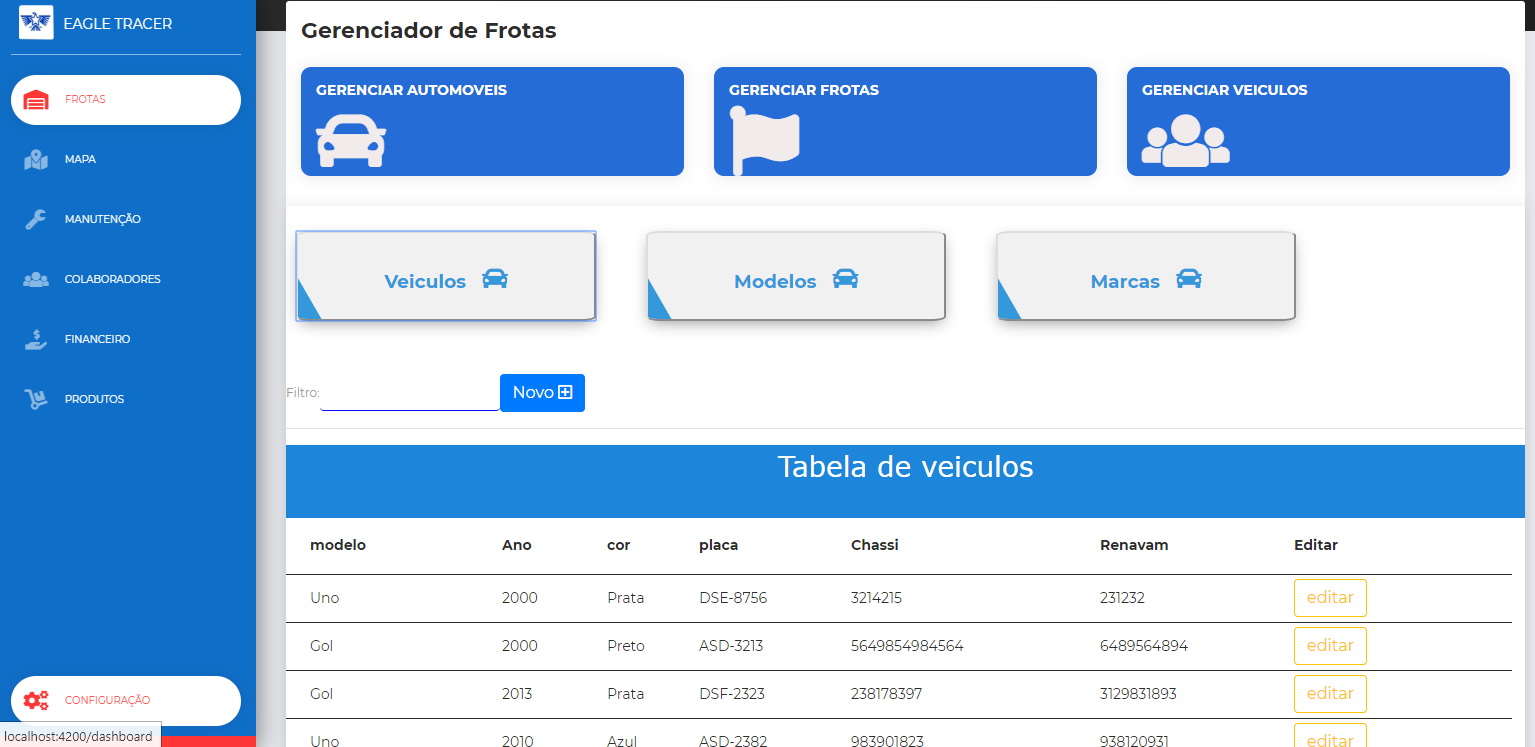 EAGLE TRACER
FROTAS
MAPA
MANUTENÇÃO
COLABORADORES
FINANCEIRO
PRODUTOS
CONFIGURAÇÃO
localhost:4200/dashboard
Gerenciador de Frotas
GERENCIAR AUTOMOVEIS GERENCIAR FROTAS GERENCIAR VEICULOS
Veiculos Modelos Marcas
Filtro: Novo
Tabela de veiculos
modelo Ano cor placa Chassi Renavam Editar
Uno 2000 Prata DSE-8756 3214215 231232 editar
Gol 2000 Preto ASD-3213 5649854984564 6489564894 editar
Gol 2013 Prata DSF-2323 238178397 3129831893 editar
Uno 2010 Azul ASD-2382 983901823 938120931 editar